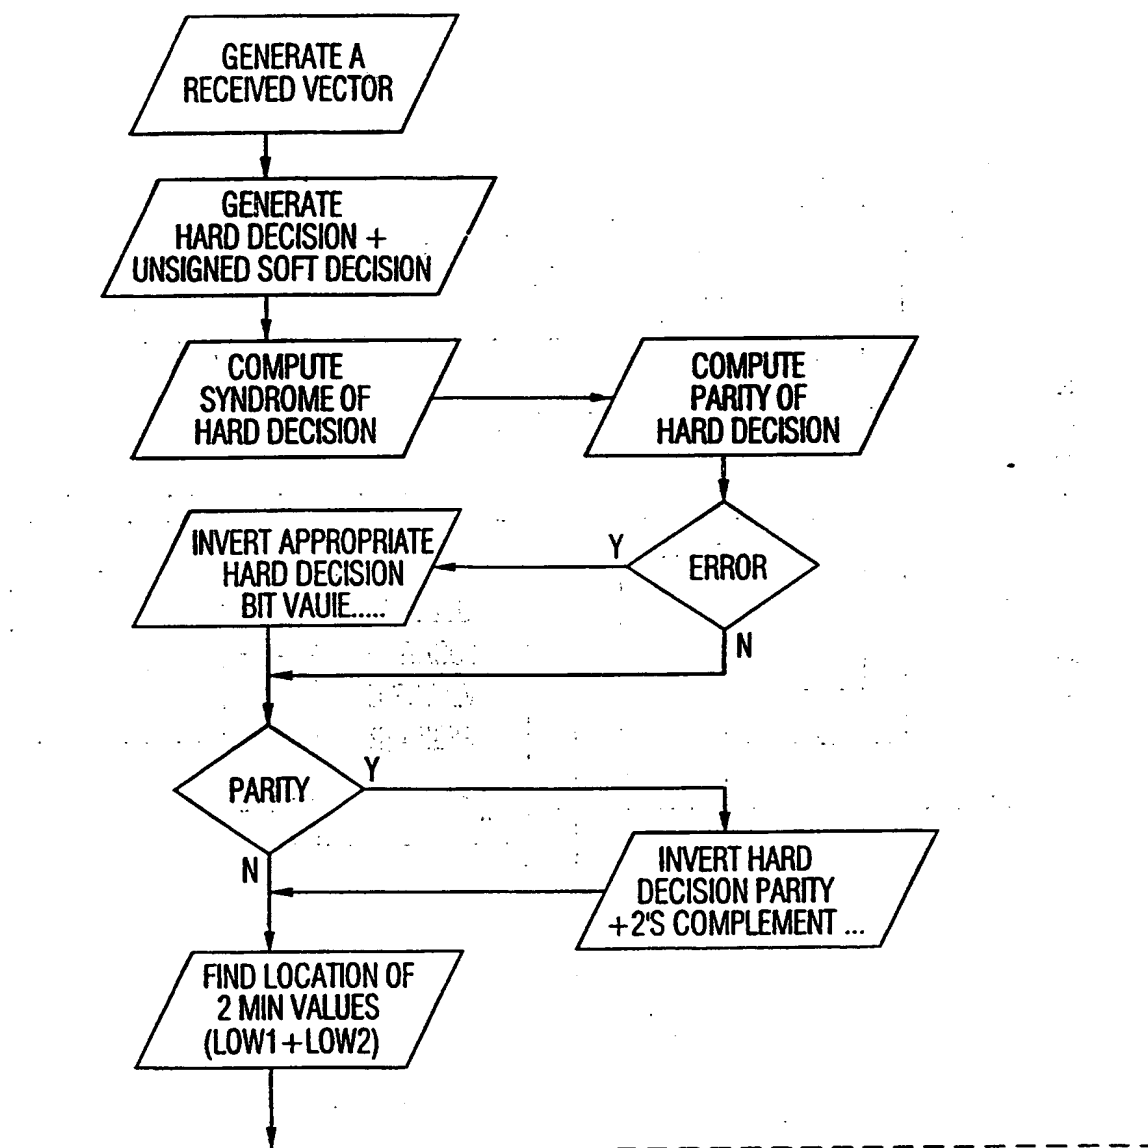 GENERATE A
RECEIVED VECTOR
GENERATE
HARD DECISION +
UNSIGNED SOFT DECISION
COMPUTE
SYNDROME OF
HARD DECISION
COMPUTE
PARITY OF
HARD DECISION
INVERT APPROPRIATE
HARD DECISION
BIT VAUIE.....
Y
ERROR
N
PARITY
Y
N
INVERT HARD
DECISION PARITY
+2'S COMPLEMENT ...
FIND LOCATION OF
2 MIN VALUES
(LOW1+LOW2)